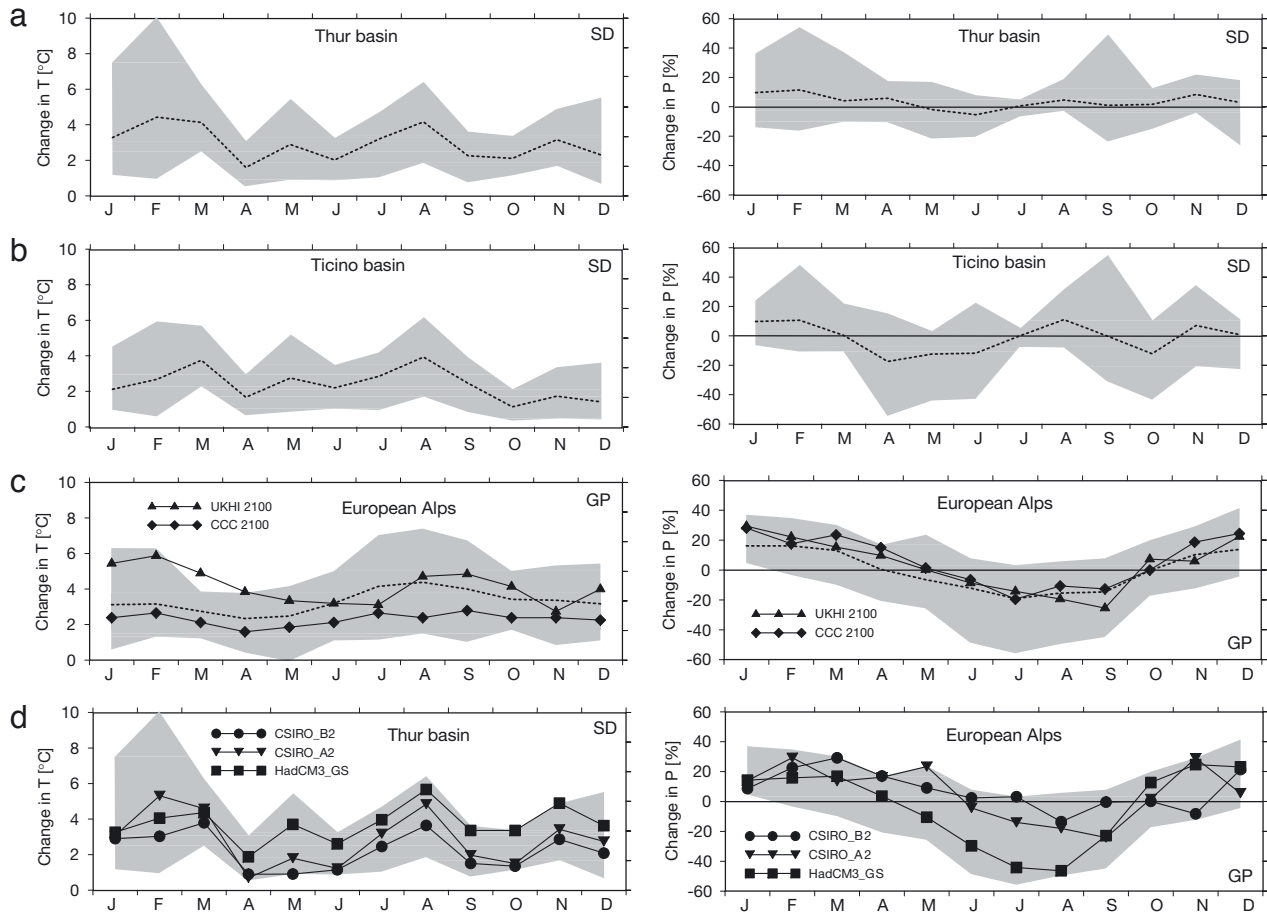 a
Thur basin
SD
Change in T [°C]
10
8
6
4
2
0
J F M A M J J A S O N D
Thur basin
SD
Change in P [%]
60
40
20
0
-20
-40
-60
J F M A M J J A S O N D
b
Ticino basin
SD
Change in T [°C]
10
8
6
4
2
0
J F M A M J J A S O N D
Ticino basin
SD
Change in P [%]
60
40
20
0
-20
-40
-60
J F M A M J J A S O N D
c
UKHI 2100
CCC 2100
European Alps
GP
Change in T [°C]
10
8
6
4
2
0
J F M A M J J A S O N D
European Alps
Change in P [%]
60
40
20
0
-20
-40
-60
UKHI 2100
CCC 2100
GP
J F M A M J J A S O N D
d
CSIRO_B2
CSIRO_A2
HadCM3_GS
Thur basin
SD
Change in T [°C]
10
8
6
4
2
0
J F M A M J J A S O N D
European Alps
Change in P [%]
60
40
20
0
-20
-40
-60
CSIRO_B2
CSIRO_A2
HadCM3_GS
GP
J F M A M J J A S O N D